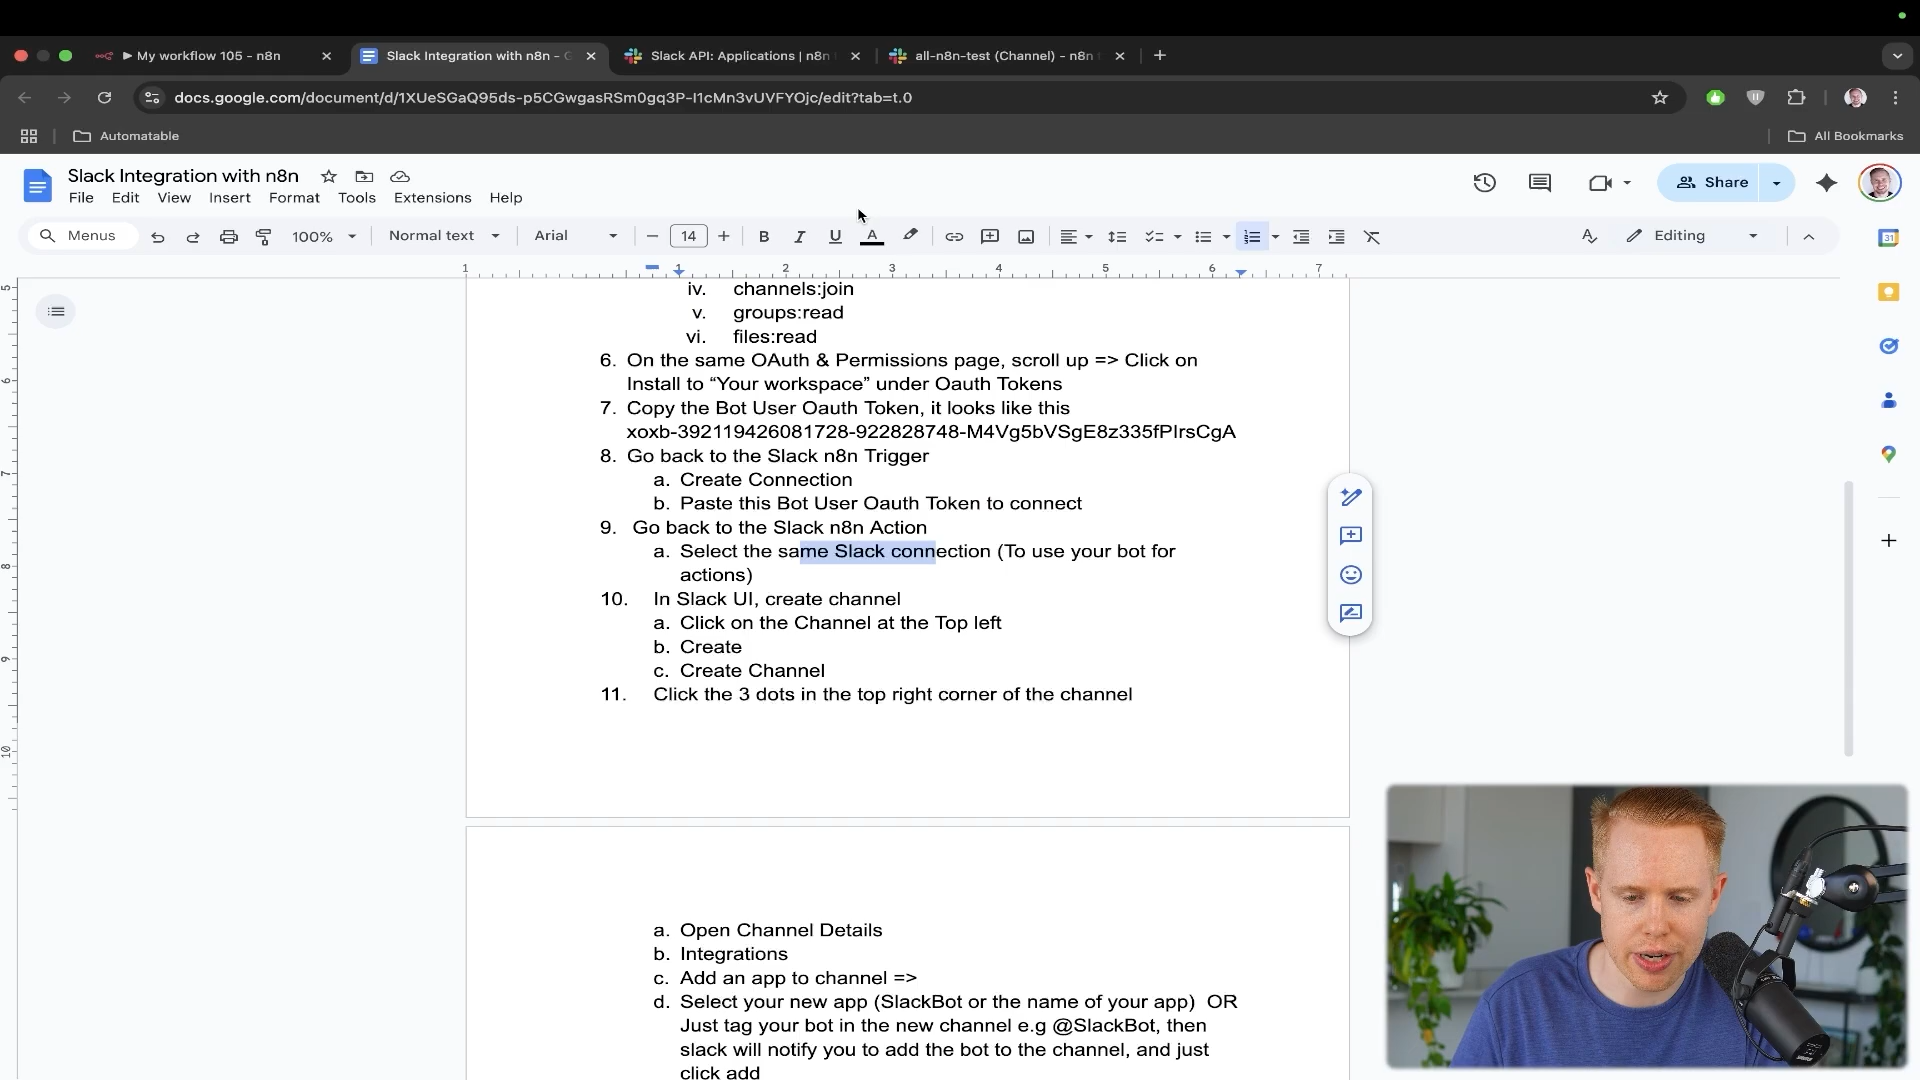 My workflow 105 - n8n
Slack Integration with n8n - G
Slack API: Applications | n8n
all-n8n-test (Channel) - n8n
docs.google.com/document/d/1XUeSGaQ95ds-p5CGwgasRSm0gq3P-I1cMn3vUVFYOjc/edit?tab=t.0
Automatable
All Bookmarks
Slack Integration with n8n
File Edit View Insert Format Tools Extensions Help
Share
Menus
100%
Normal text
Arial
14
Editing
1 1 2 3 4 5 6 7
iv. channels:join
v. groups:read
vi. files:read
6. On the same OAuth & Permissions page, scroll up => Click on
Install to “Your workspace” under Oauth Tokens
7. Copy the Bot User Oauth Token, it looks like this
xoxb-392119426081728-922828748-M4Vg5bVSgE8z335fPIrsCgA
8. Go back to the Slack n8n Trigger
a. Create Connection
b. Paste this Bot User Oauth Token to connect
9. Go back to the Slack n8n Action
a. Select the same Slack connection (To use your bot for
actions)
10. In Slack UI, create channel
a. Click on the Channel at the Top left
b. Create
c. Create Channel
11. Click the 3 dots in the top right corner of the channel
a. Open Channel Details
b. Integrations
c. Add an app to channel =>
d. Select your new app (SlackBot or the name of your app) OR
Just tag your bot in the new channel e.g @SlackBot, then
slack will notify you to add the bot to the channel, and just
click add